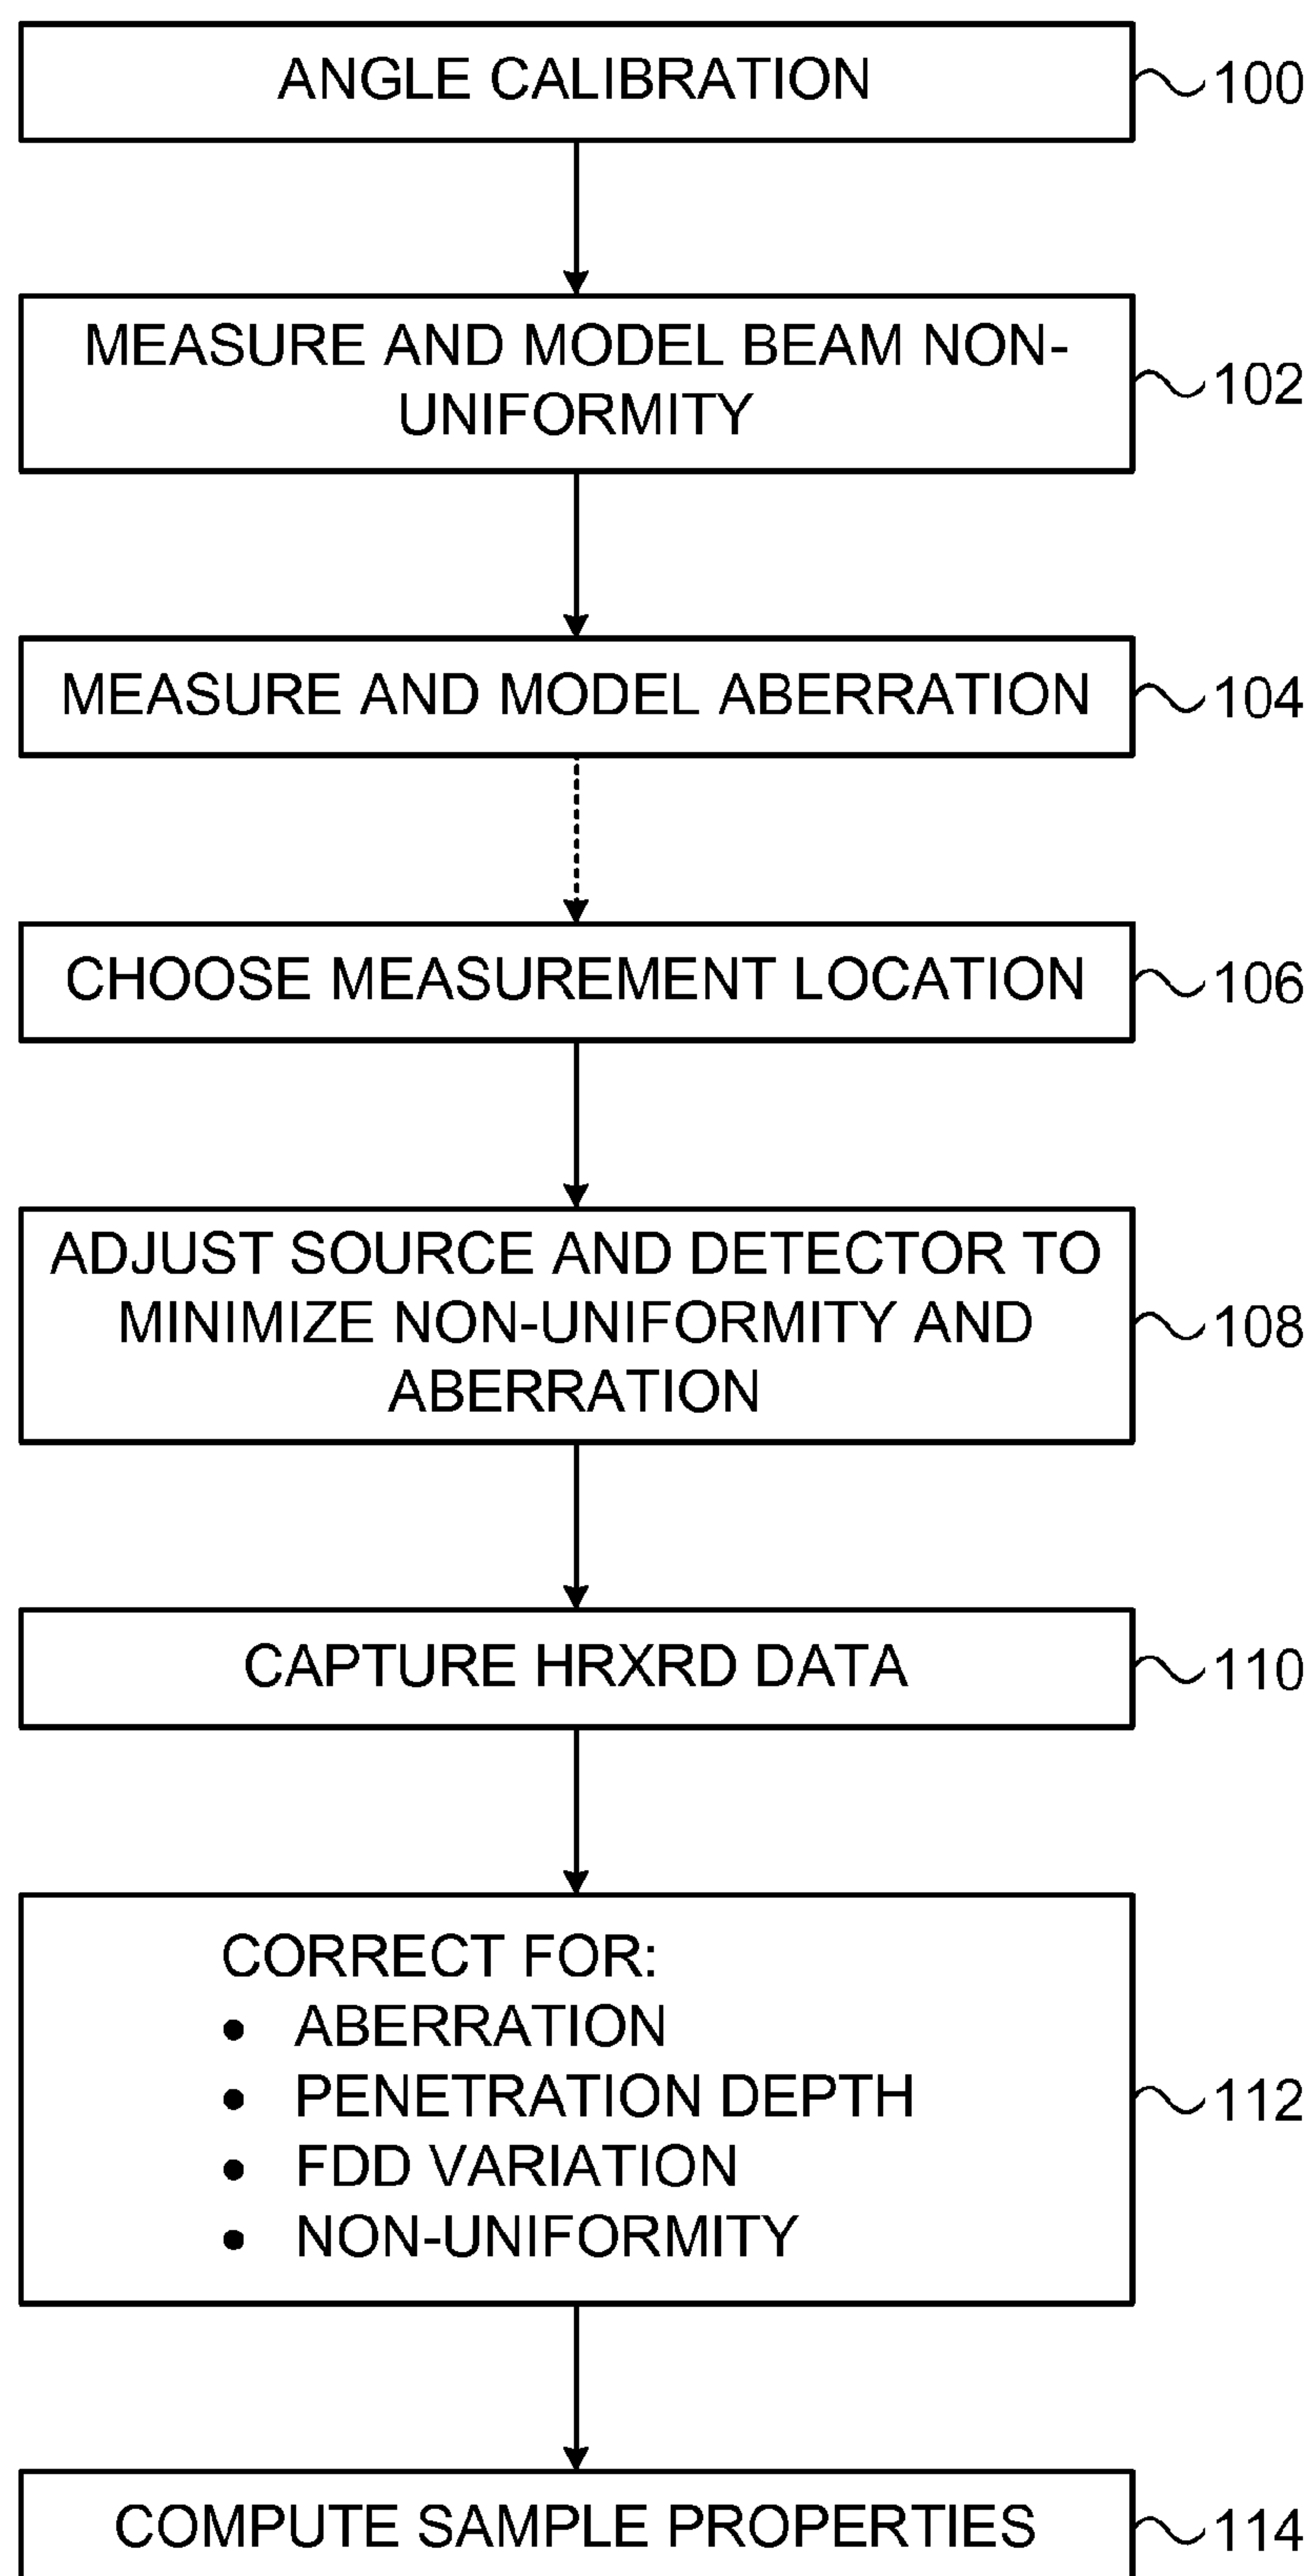 ANGLE CALIBRATION
100
MEASURE AND MODEL BEAM NON-
UNIFORMITY
102
MEASURE AND MODEL ABERRATION
104
CHOOSE MEASUREMENT LOCATION
106
ADJUST SOURCE AND DETECTOR TO
MINIMIZE NON-UNIFORMITY AND
ABERRATION
108
CAPTURE HRXRD DATA
110
CORRECT FOR:
• ABERRATION
• PENETRATION DEPTH
• FDD VARIATION
• NON-UNIFORMITY
112
COMPUTE SAMPLE PROPERTIES
114